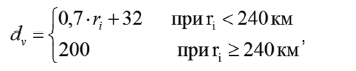 d_v = { 0,7 · r_i + 32 при r_i < 240 км
200 при r_i ≥ 240 км ,